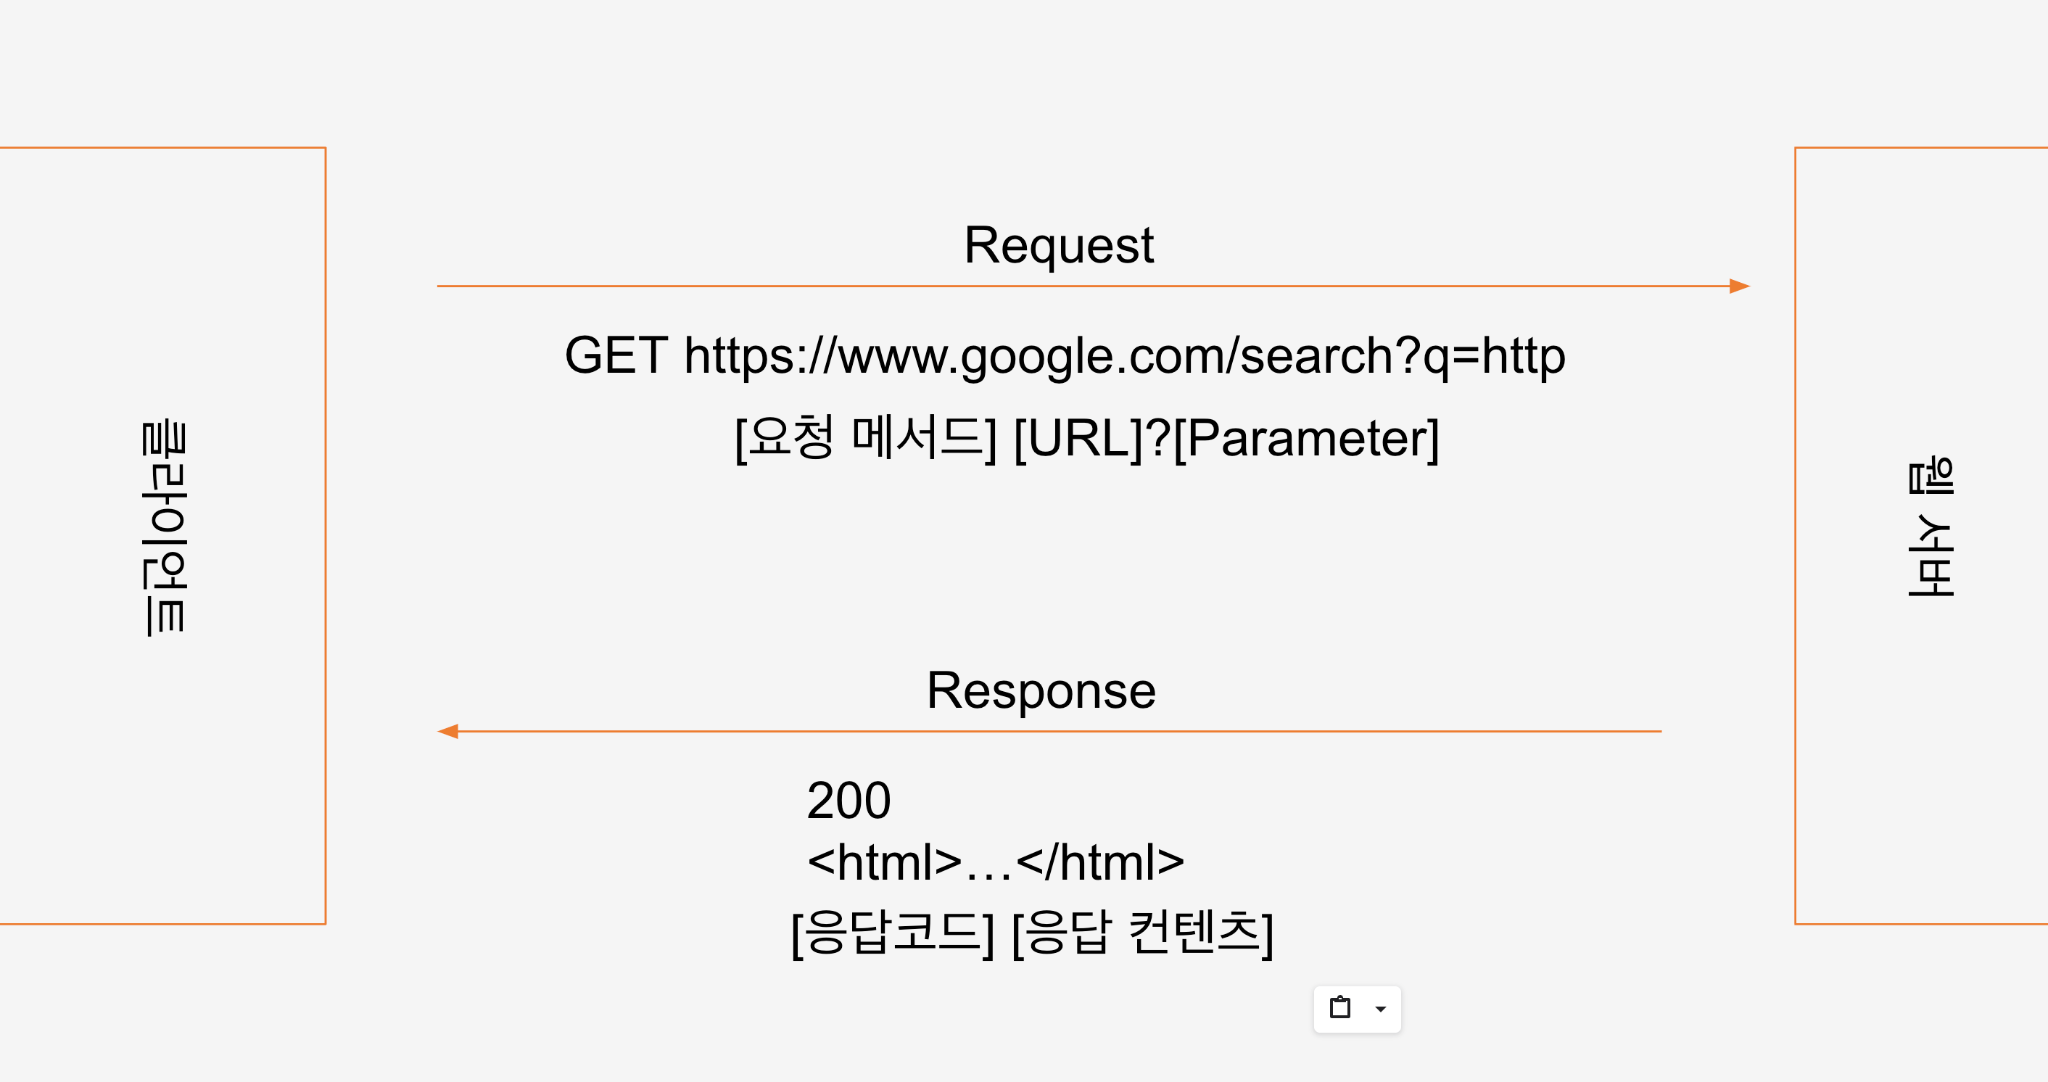 클라이언트
Request
GET https://www.google.com/search?q=http
[요청 메서드] [URL]?[Parameter]
Response
200
<html>…</html>
[응답코드] [응답 컨텐츠]
웹 서버